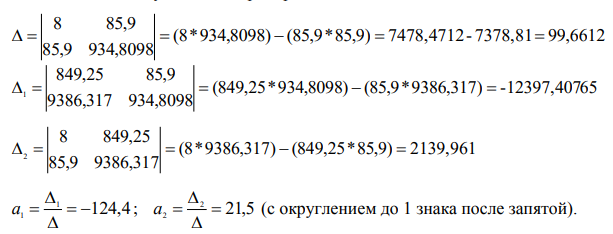 Δ = | 8 85,9 |
| 85,9 934,8098 | = (8*934,8098) – (85,9*85,9) = 7478,4712 - 7378,81 = 99,6612
Δ₁ = | 849,25 85,9 |
| 9386,317 934,8098 | = (849,25*934,8098) – (85,9*9386,317) = -12397,40765
Δ₂ = | 8 849,25 |
| 85,9 9386,317 | = (8*9386,317) – (849,25*85,9) = 2139,961
a₁ = Δ₁/Δ = –124,4; a₂ = Δ₂/Δ = 21,5 (с округлением до 1 знака после запятой).